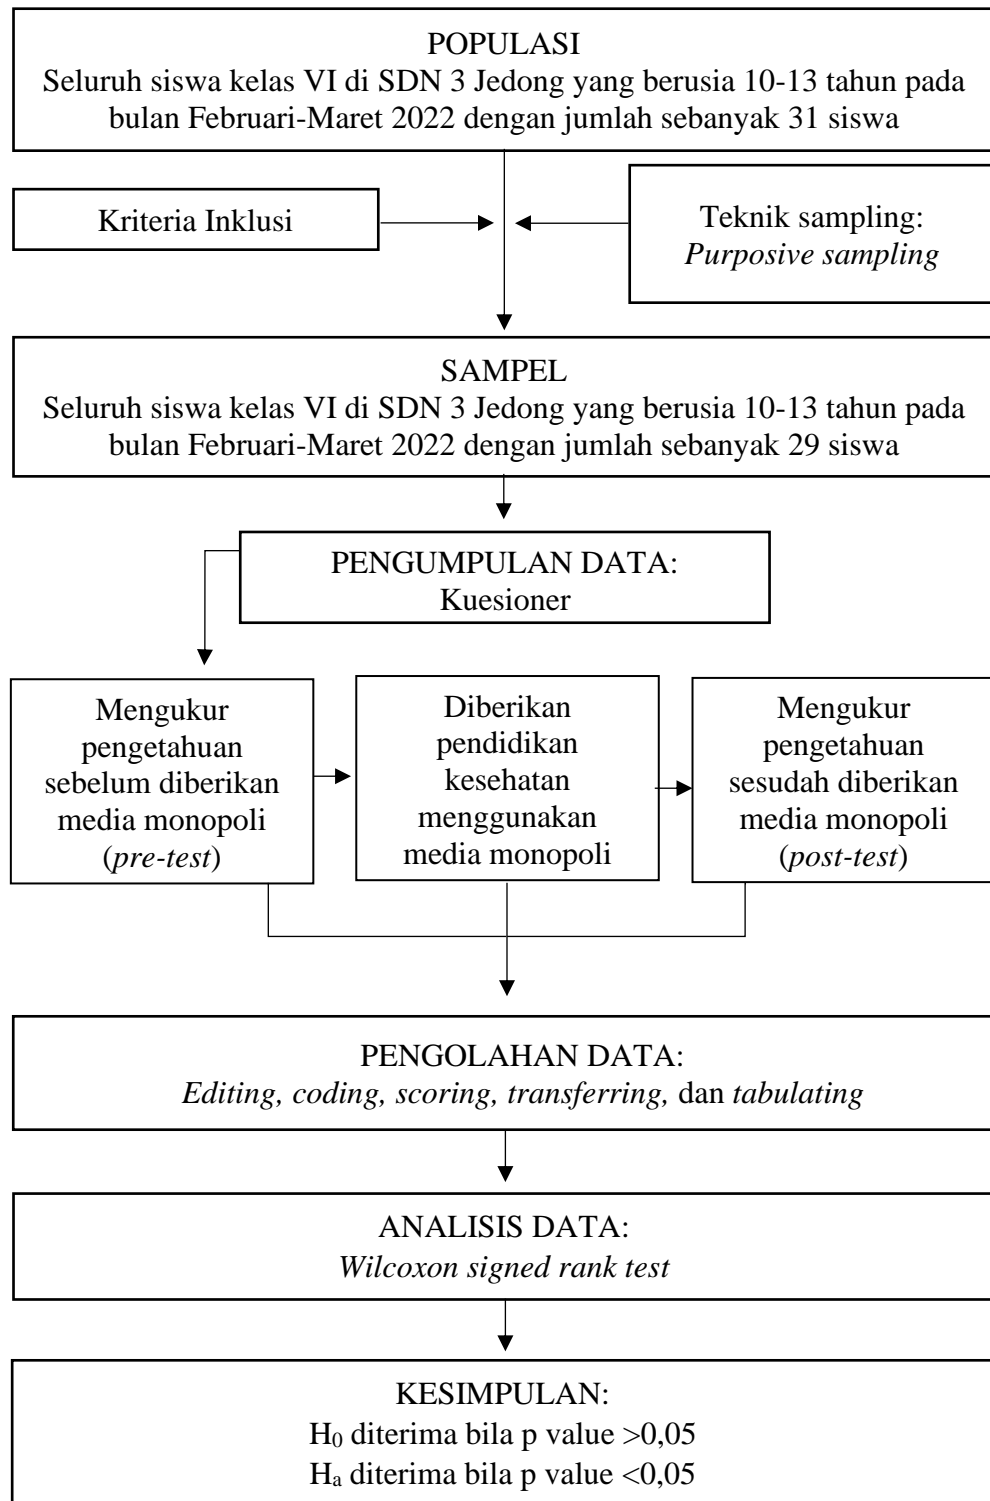 POPULASI
Seluruh siswa kelas VI di SDN 3 Jedong yang berusia 10-13 tahun pada
bulan Februari-Maret 2022 dengan jumlah sebanyak 31 siswa
Kriteria Inklusi
Teknik sampling:
Purposive sampling
SAMPEL
Seluruh siswa kelas VI di SDN 3 Jedong yang berusia 10-13 tahun pada
bulan Februari-Maret 2022 dengan jumlah sebanyak 29 siswa
PENGUMPULAN DATA:
Kuesioner
Mengukur
pengetahuan
sebelum diberikan
media monopoli
(pre-test)
Diberikan
pendidikan
kesehatan
menggunakan
media monopoli
Mengukur
pengetahuan
sesudah diberikan
media monopoli
(post-test)
PENGOLAHAN DATA:
Editing, coding, scoring, transferring, dan tabulating
ANALISIS DATA:
Wilcoxon signed rank test
KESIMPULAN:
H₀ diterima bila p value >0,05
Hₐ diterima bila p value <0,05